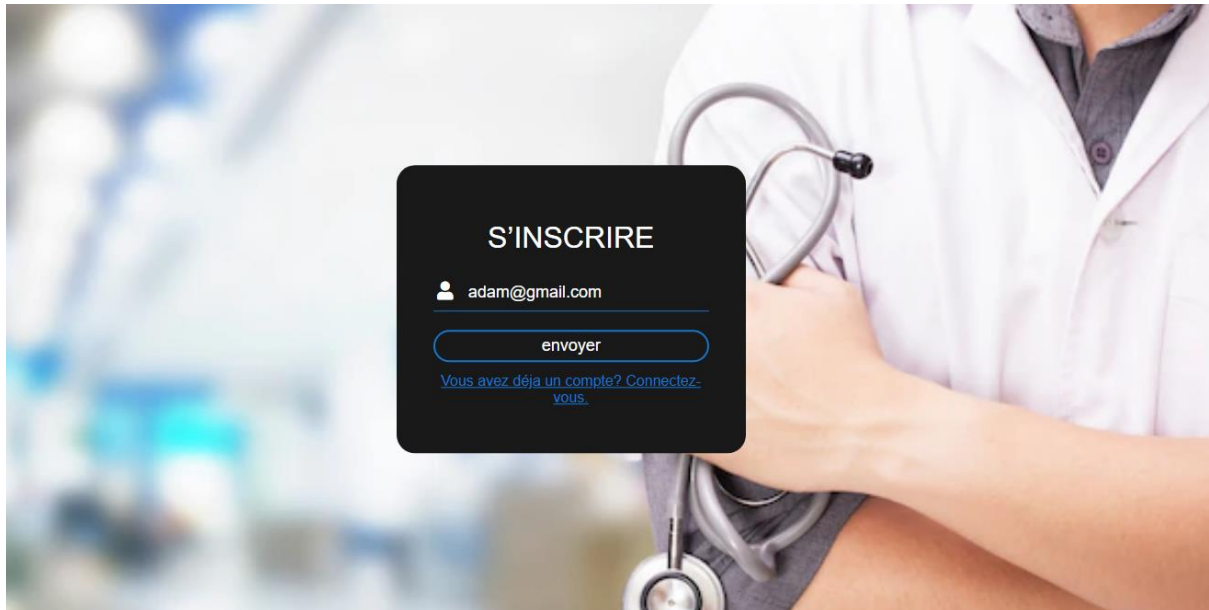 S’INSCRIRE
adam@gmail.com
envoyer
Vous avez déja un compte? Connectez-
vous.